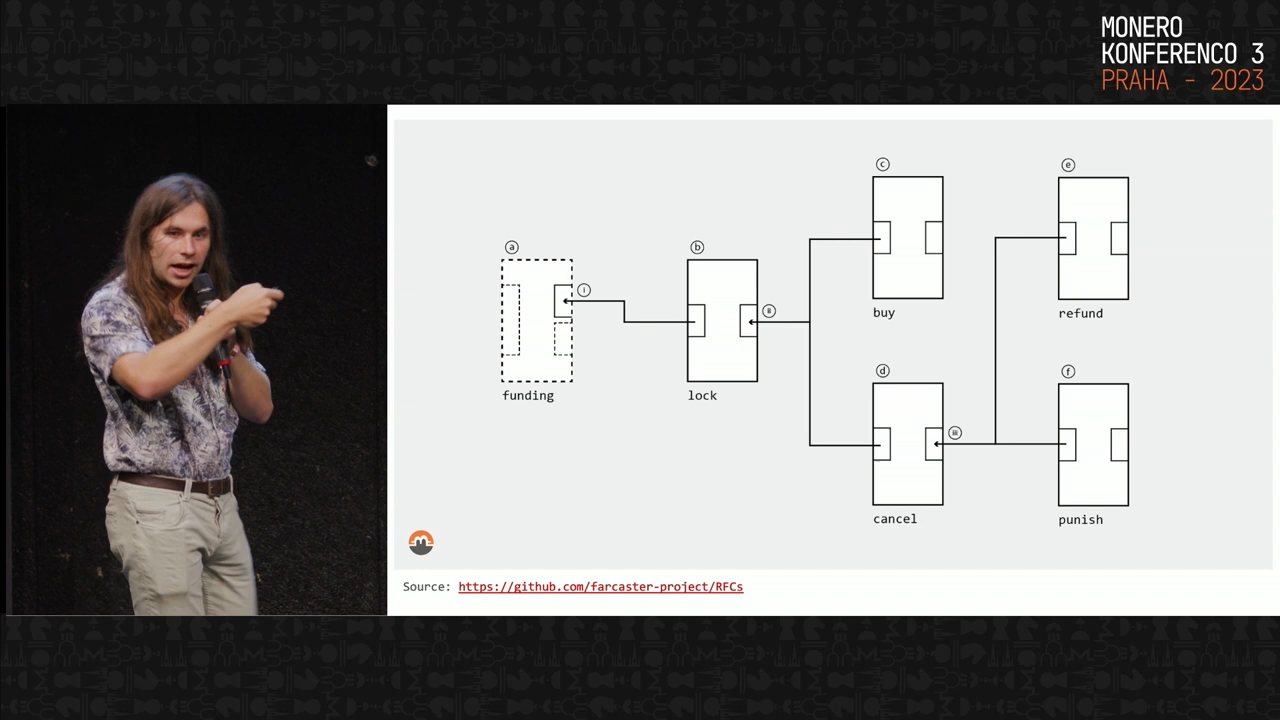 MONERO
KONFERENCO 3
PRAHA - 2023
a
i
funding
b
ii
lock
c
buy
d
iii
cancel
e
refund
f
punish
Source: https://github.com/farcaster-project/RFCs